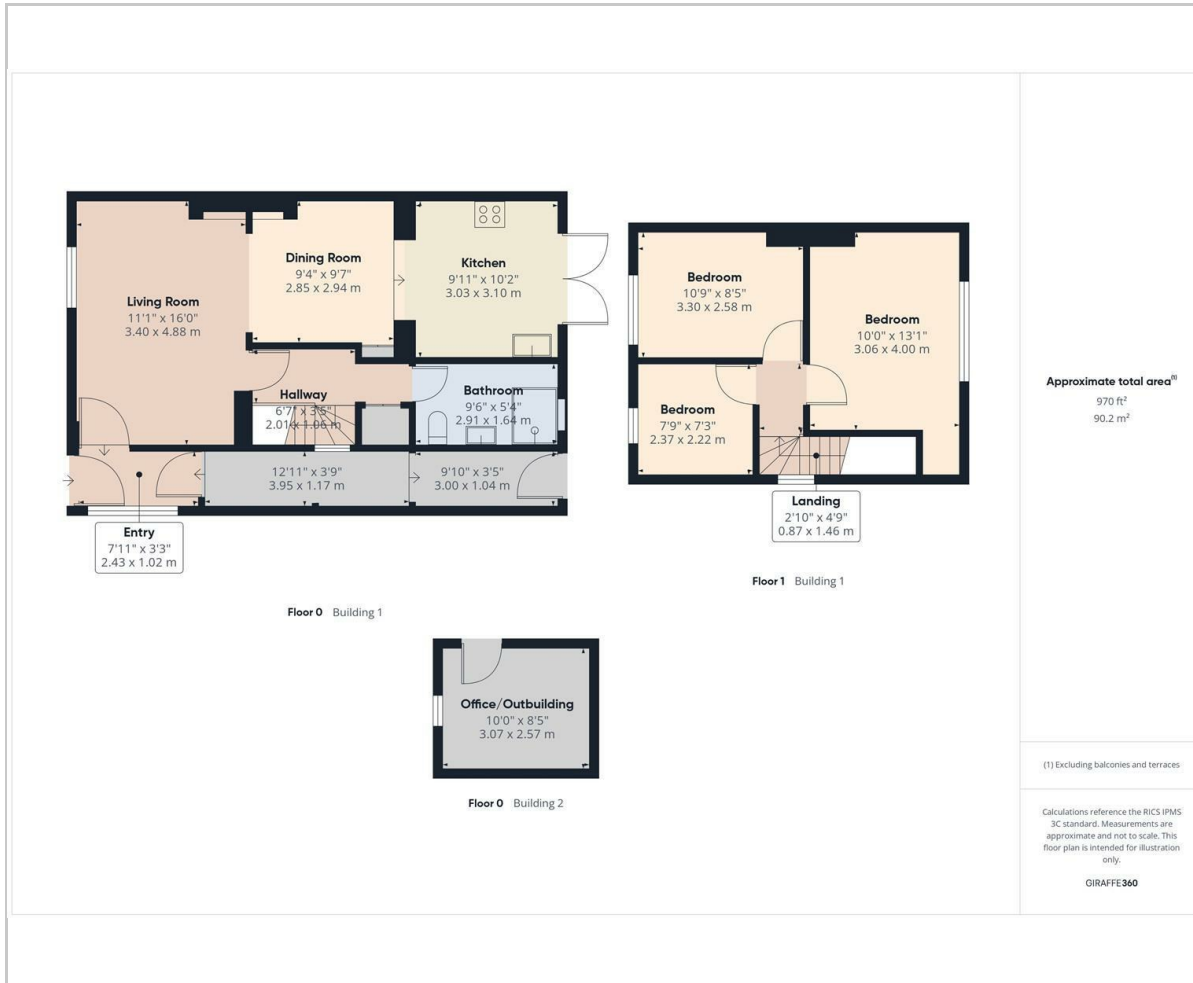 Living Room
11'1" x 16'0"
3.40 x 4.88 m
Dining Room
9'4" x 9'7"
2.85 x 2.94 m
Kitchen
9'11" x 10'2"
3.03 x 3.10 m
Hallway
6'7" x 3'5"
2.01 x 1.06 m
Bathroom
9'6" x 5'4"
2.91 x 1.64 m
12'11" x 3'9"
3.95 x 1.17 m
9'10" x 3'5"
3.00 x 1.04 m
Entry
7'11" x 3'3"
2.43 x 1.02 m
Floor 0 Building 1
Bedroom
10'9" x 8'5"
3.30 x 2.58 m
Bedroom
10'0" x 13'1"
3.06 x 4.00 m
Bedroom
7'9" x 7'3"
2.37 x 2.22 m
Landing
2'10" x 4'9"
0.87 x 1.46 m
Floor 1 Building 1
Office/Outbuilding
10'0" x 8'5"
3.07 x 2.57 m
Floor 0 Building 2
Approximate total area(1)
970 ft²
90.2 m²
(1) Excluding balconies and terraces
Calculations reference the RICS IPMS
3C standard. Measurements are
approximate and not to scale. This
floor plan is intended for illustration
only.
GIRAFFE360